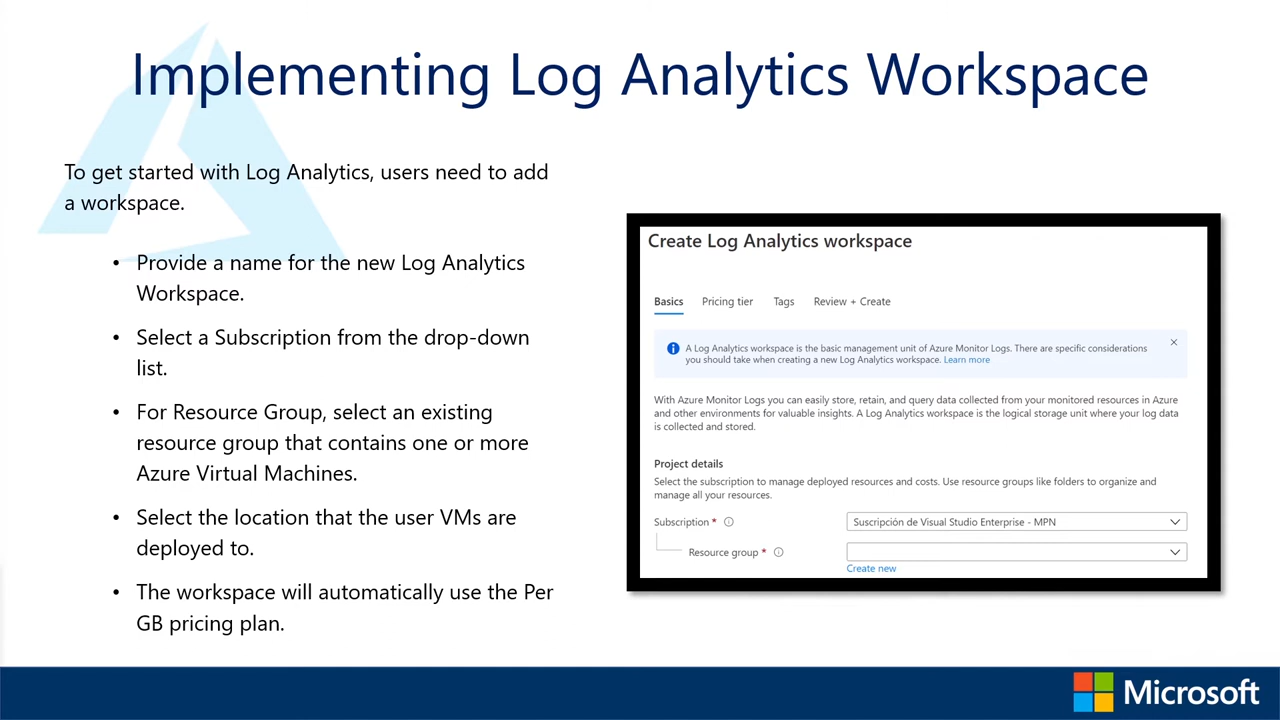 Implementing Log Analytics Workspace
To get started with Log Analytics, users need to add
a workspace.
• Provide a name for the new Log Analytics
Workspace.
• Select a Subscription from the drop-down
list.
• For Resource Group, select an existing
resource group that contains one or more
Azure Virtual Machines.
• Select the location that the user VMs are
deployed to.
• The workspace will automatically use the Per
GB pricing plan.
Create Log Analytics workspace
Basics Pricing tier Tags Review + Create
A Log Analytics workspace is the basic management unit of Azure Monitor Logs. There are specific considerations
you should take when creating a new Log Analytics workspace. Learn more
With Azure Monitor Logs you can easily store, retain, and query data collected from your monitored resources in Azure
and other environments for valuable insights. A Log Analytics workspace is the logical storage unit where your log data
is collected and stored.
Project details
Select the subscription to manage deployed resources and costs. Use resource groups like folders to organize and
manage all your resources.
Subscription * Suscripción de Visual Studio Enterprise - MPN
Resource group *
Create new
Microsoft